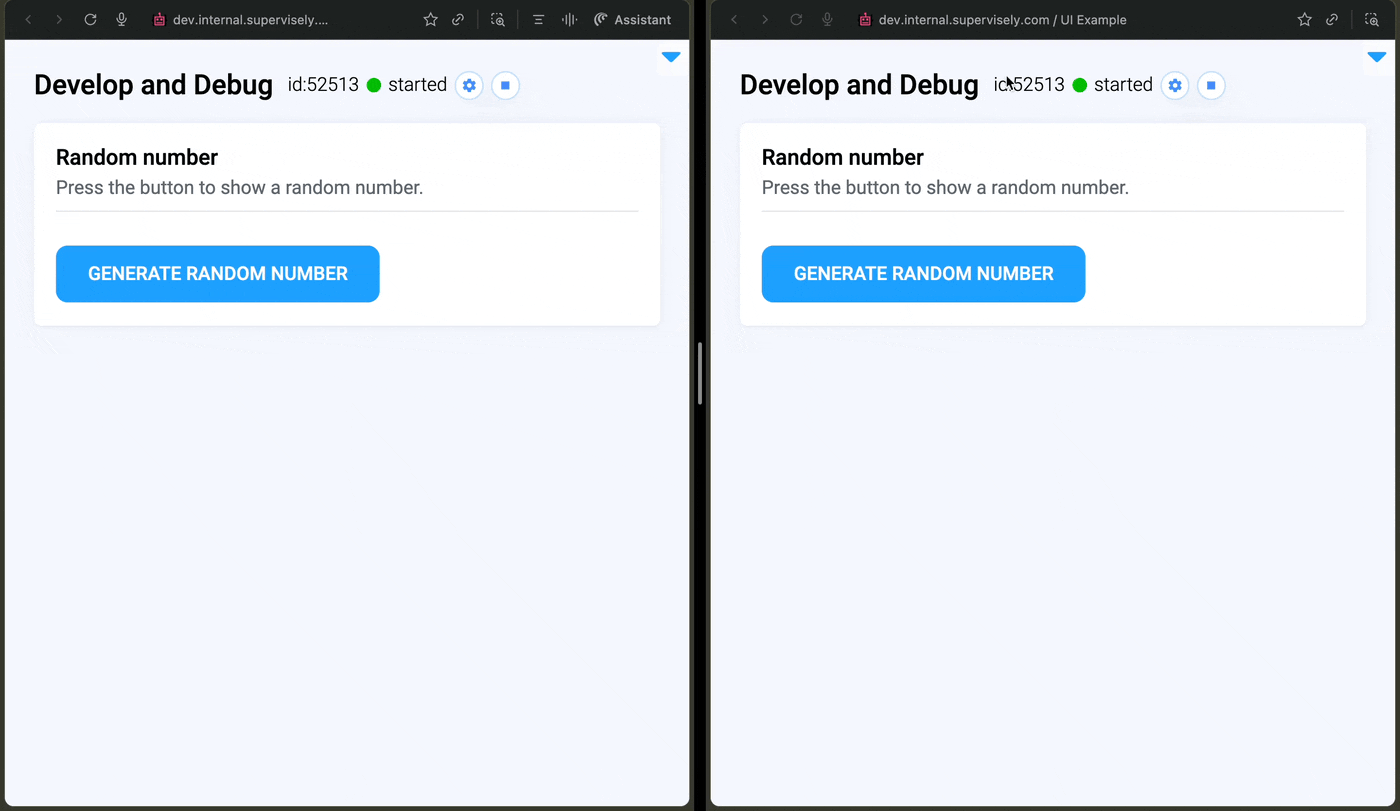 dev.internal.supervisely....
Assistant
Develop and Debug id:52513 started
Random number
Press the button to show a random number.
GENERATE RANDOM NUMBER
dev.internal.supervisely.com / UI Example
Develop and Debug id:52513 started
Random number
Press the button to show a random number.
GENERATE RANDOM NUMBER